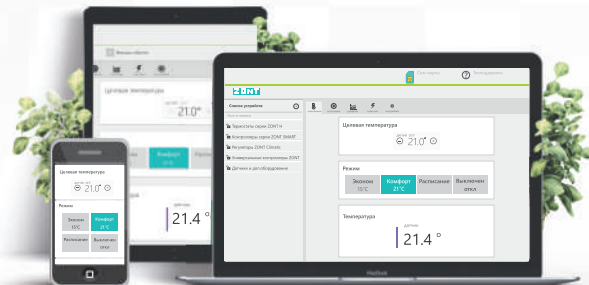 Целевая температура
21.0°
Комфорт
Целевая температура
21.0°
Режим
Эконом
15°C
Комфорт
21°C
Расписание
Выключен
откл
ZONT
Список устройств
Термостаты серии ZONT H
Контроллеры серии ZONT SMART
Регуляторы ZONT Climatic
Универсальные контроллеры ZONT
Датчики и доп.оборудование
Целевая температура
21.0°
Режим
Эконом
15°C
Комфорт
21°C
Расписание
Выключен
откл
Температура
21.4 °
21.4 °
MacBook